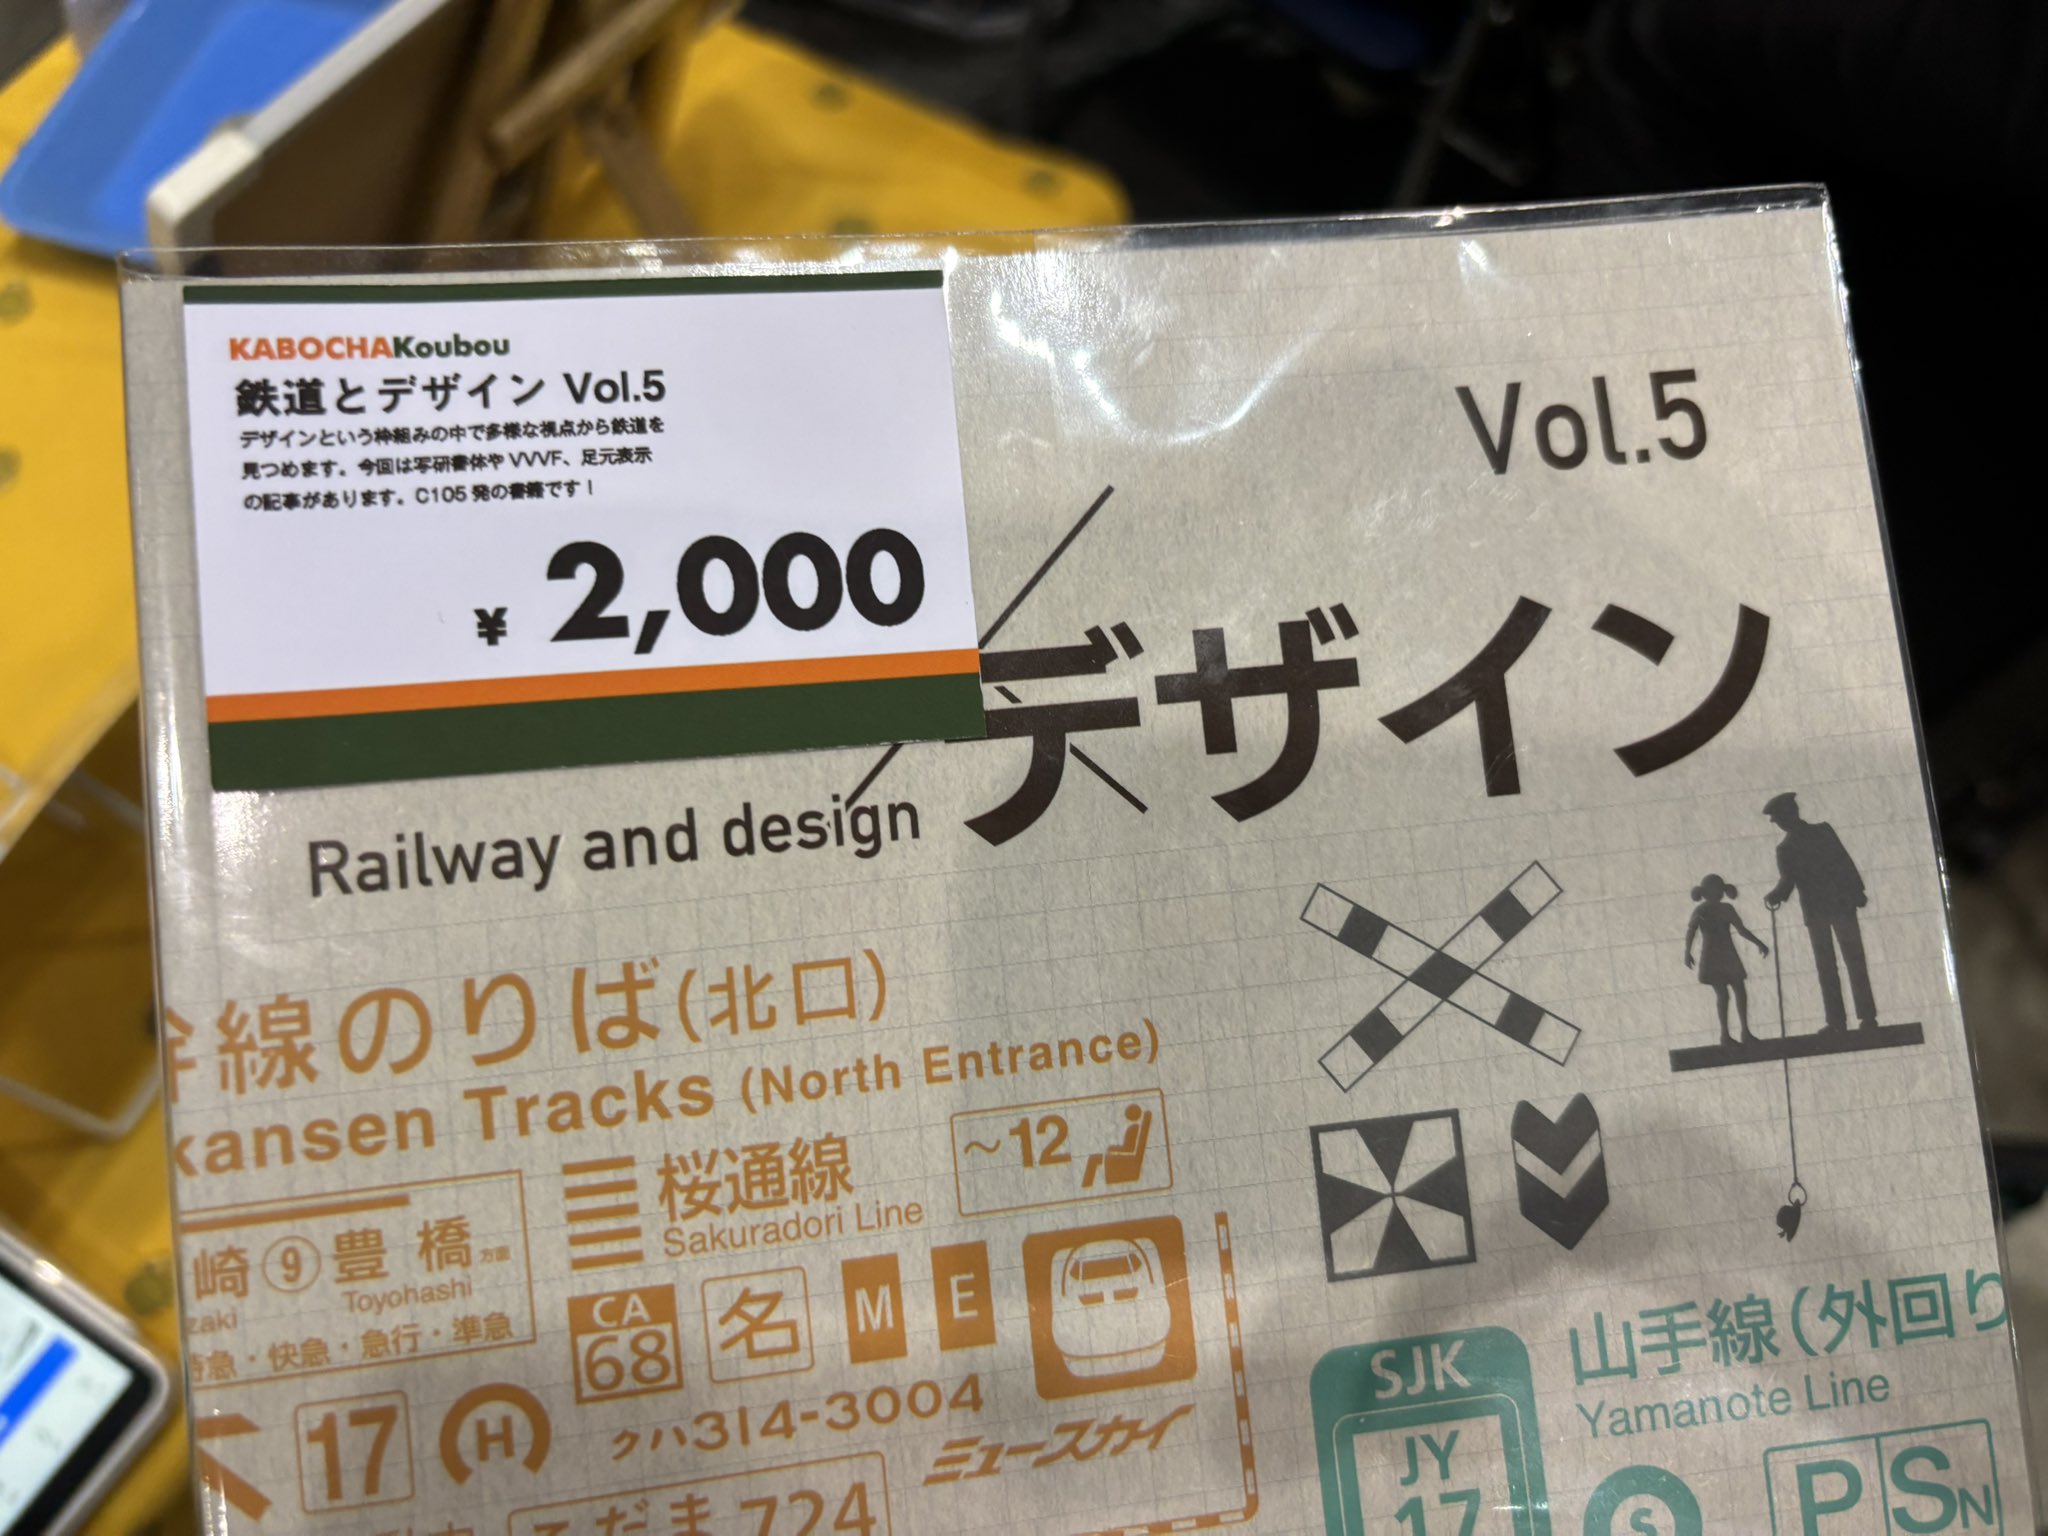 KABOCHAKoubou
鉄道とデザイン Vol.5
デザインという枠組みの中で多様な視点から鉄道を
見つめます。今回は写研書体や VVVF、足元表示
の記事があります。C105 発の書籍です!
¥ 2,000
Vol.5
デザイン
Railway and design
幹線のりば(北口)
kansen Tracks (North Entrance)
桜通線
Sakuradori Line
~12
崎 ⑨ 豊橋 方面
zaki Toyohashi
特急・快急・急行・準急
CA
68
名
M E
17
H
クハ314-3004
ミュースカイ
こだま 724
山手線(外回り
Yamanote Line
SJK
JY
17
S
P SN